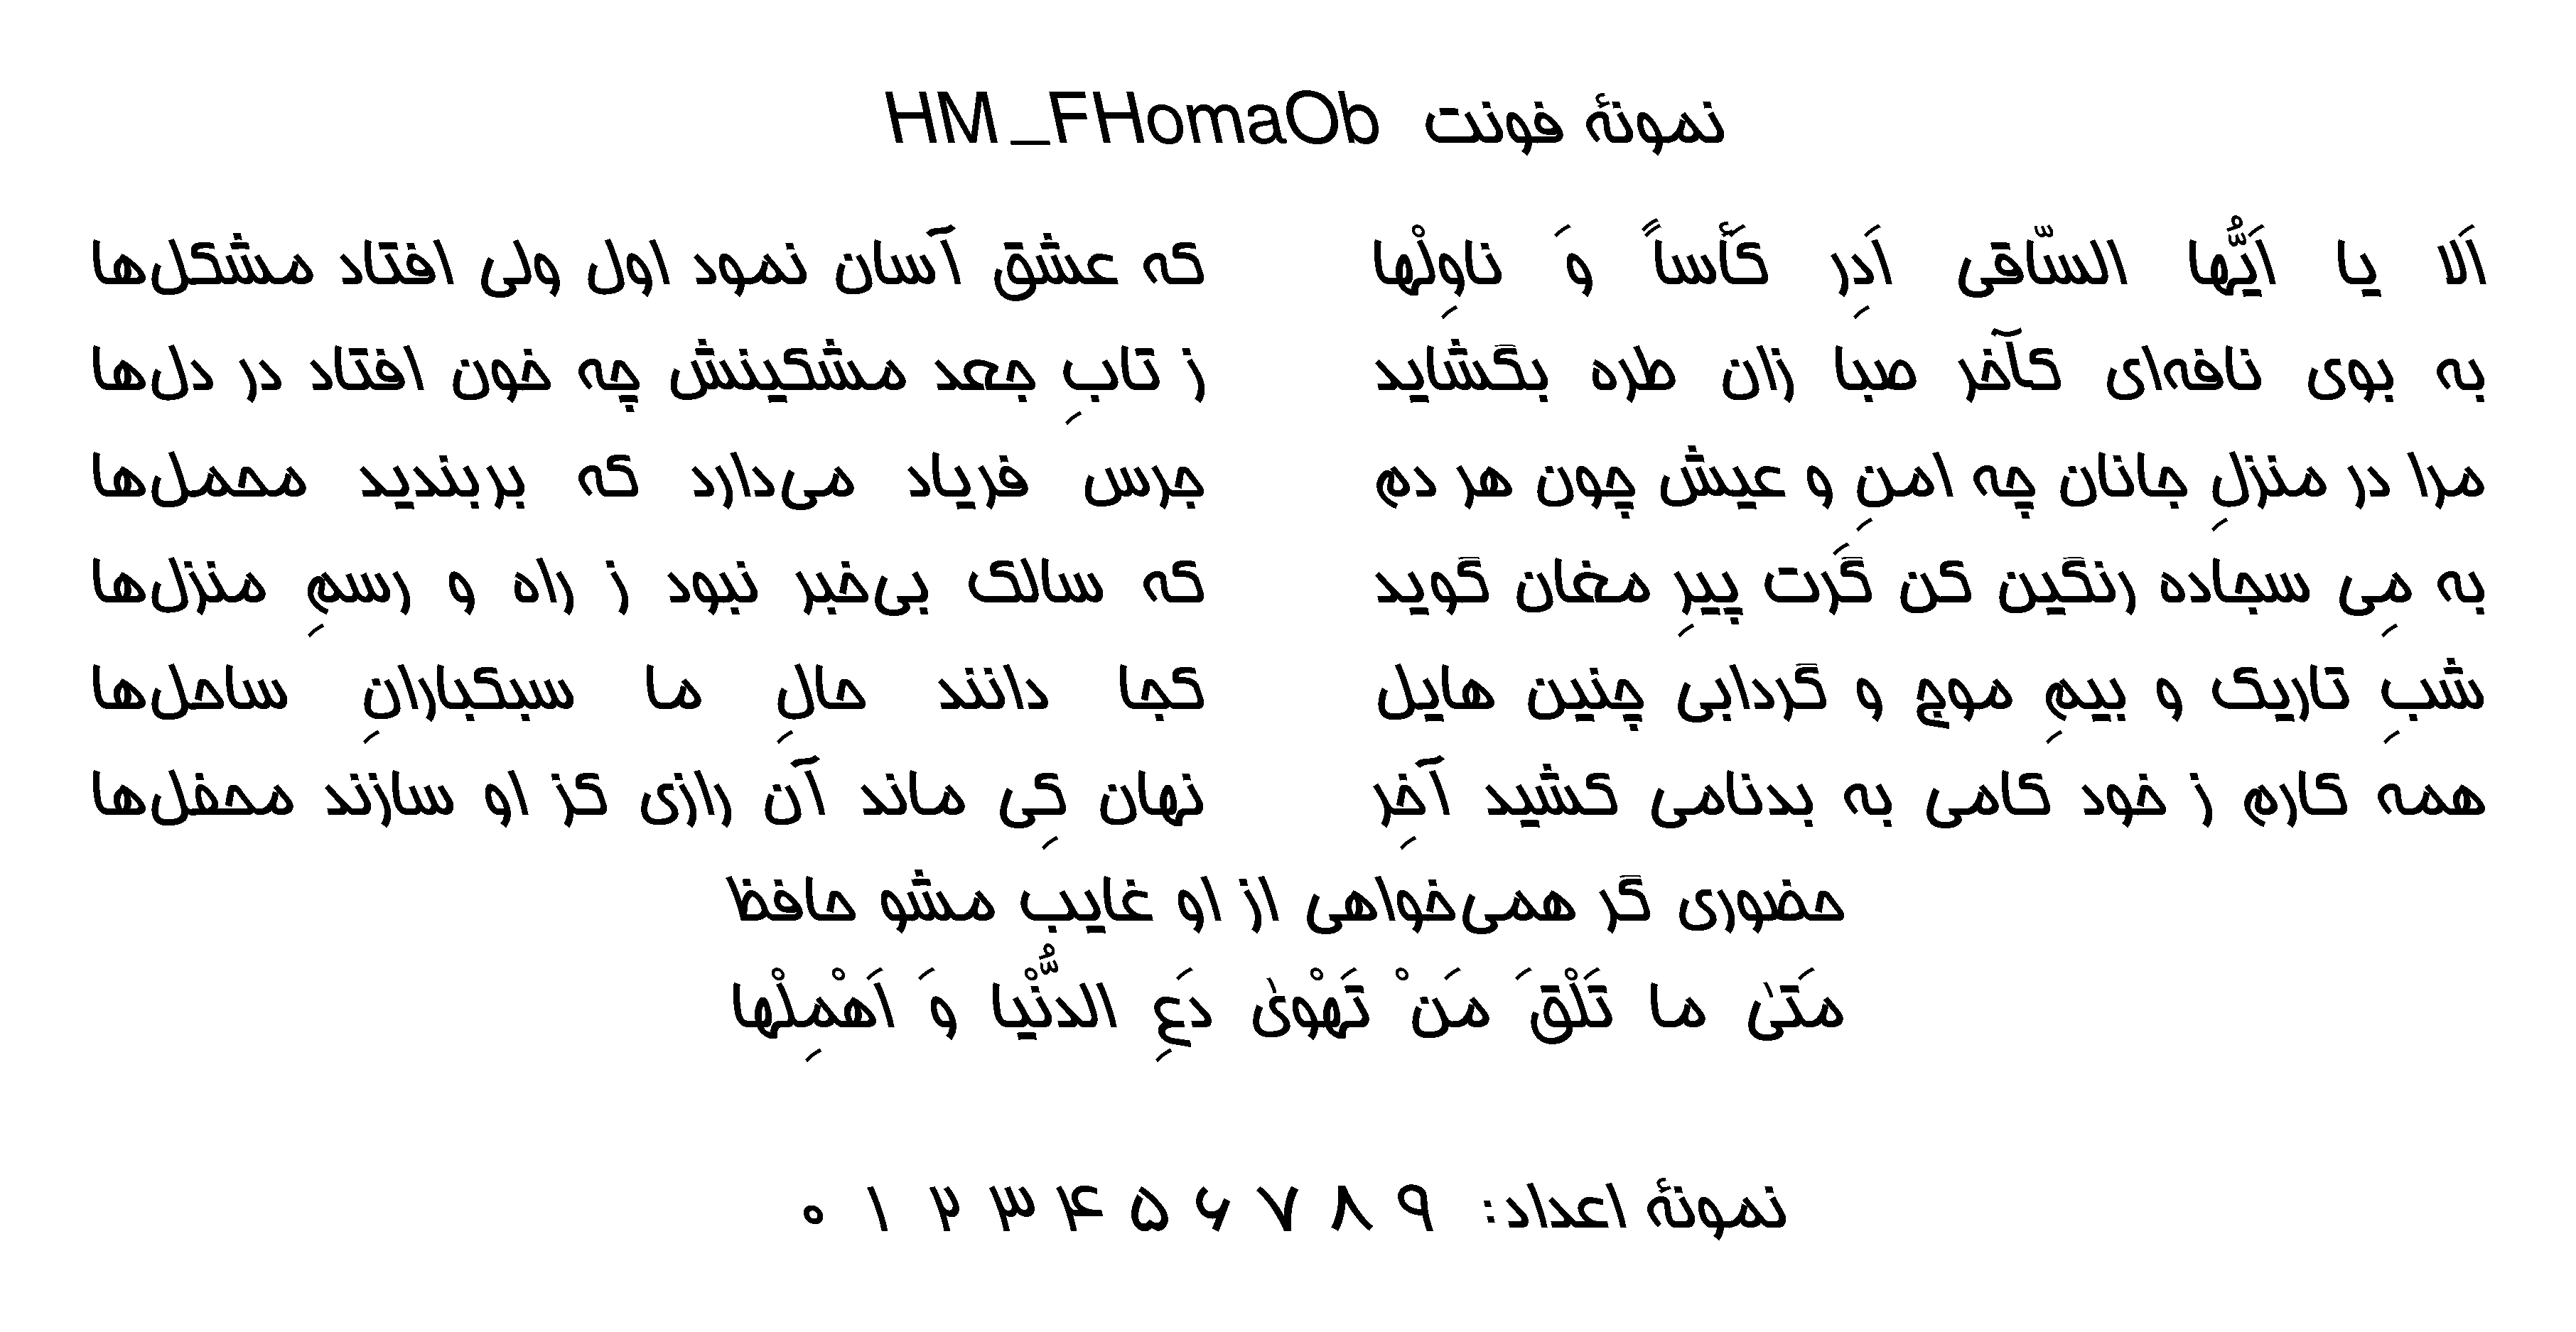 نمونهٔ فونت HM_FHomaOb
اَلا یا اَیُّها السّاقی اَدِر کَأساً وَ ناوِلْها که عشق آسان نمود اول ولی افتاد مشکل‌ها
به بوی نافه‌ای کآخر صبا زان طره بگشاید ز تابِ جعد مشکینش چه خون افتاد در دل‌ها
مرا در منزلِ جانان چه امنِ و عیش چون هر دم جرس فریاد می‌دارد که بربندید محمل‌ها
به مِی سجاده رنگین کن گَرت پیرِ مغان گوید که سالک بی‌خبر نبود ز راه و رسمِ منزل‌ها
شبِ تاریک و بیمِ موج و گردابی چنین هایل کجا دانند حالِ ما سبکبارانِ ساحل‌ها
همه کارم ز خود کامی به بدنامی کشید آخِر نهان کِی ماند آن رازی کز او سازند محفل‌ها
حضوری گر همی‌خواهی از او غایب مشو حافظ
مَتیٰ ما تَلْقَ مَنْ تَهْویٰ دَعِ الدُّنْیا وَ اَهْمِلْها
نمونهٔ اعداد: ۰ ۱ ۲ ۳ ۴ ۵ ۶ ۷ ۸ ۹